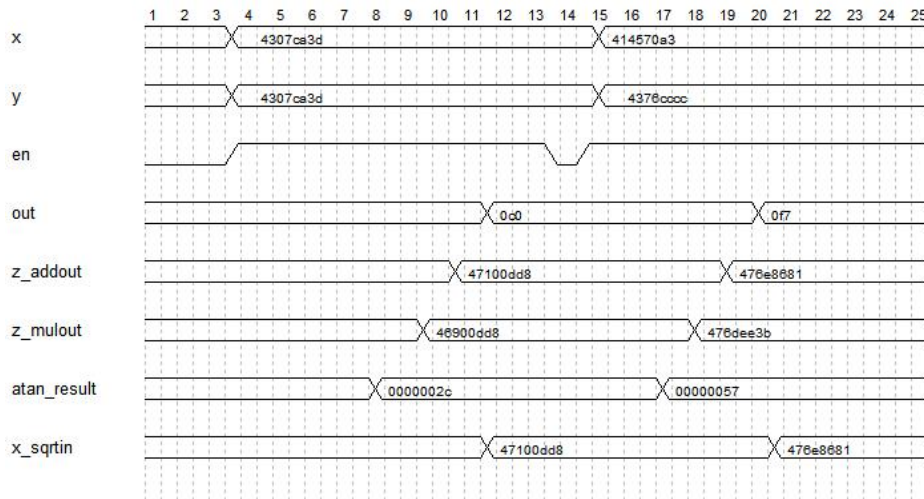 1 2 3 4 5 6 7 8 9 10 11 12 13 14 15 16 17 18 19 20 21 22 23 24 25
x 4307ca3d 414570a3
y 4307ca3d 4376cccc
en
out 0c0 0f7
z_addout 47100dd8 476e8681
z_mulout 46900dd8 476dee3b
atan_result 0000002c 00000057
x_sqrtin 47100dd8 476e8681